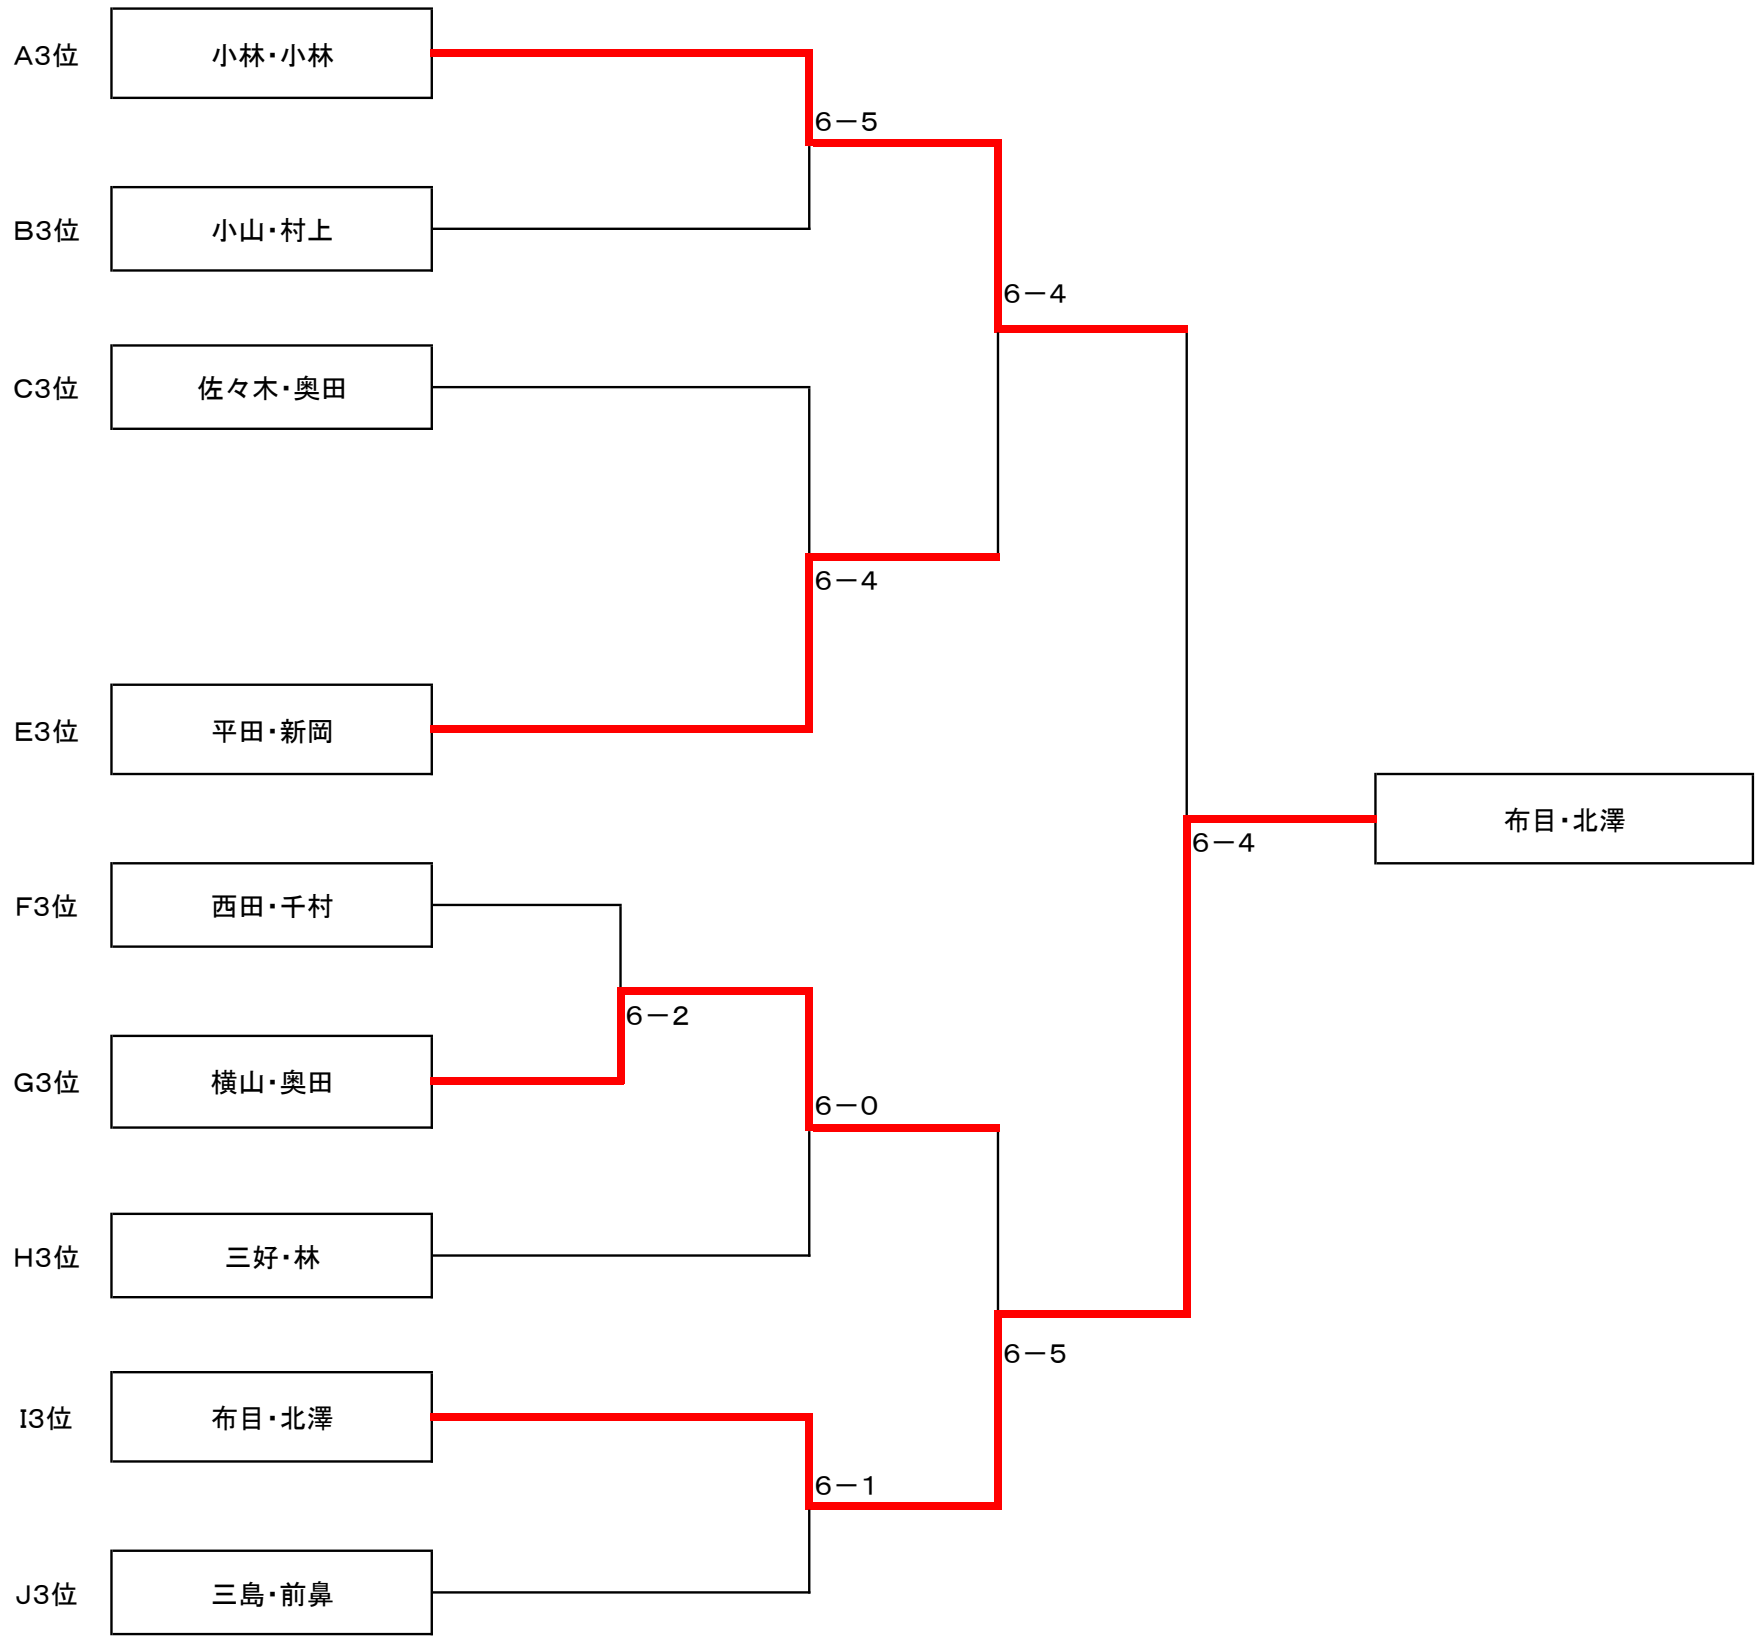 A3位 小林・小林
6－5
B3位 小山・村上
6－4
C3位 佐々木・奥田
6－4
E3位 平田・新岡
布目・北澤
6－4
F3位 西田・千村
6－2
G3位 横山・奥田
6－0
H3位 三好・林
6－5
I3位 布目・北澤
6－1
J3位 三島・前鼻